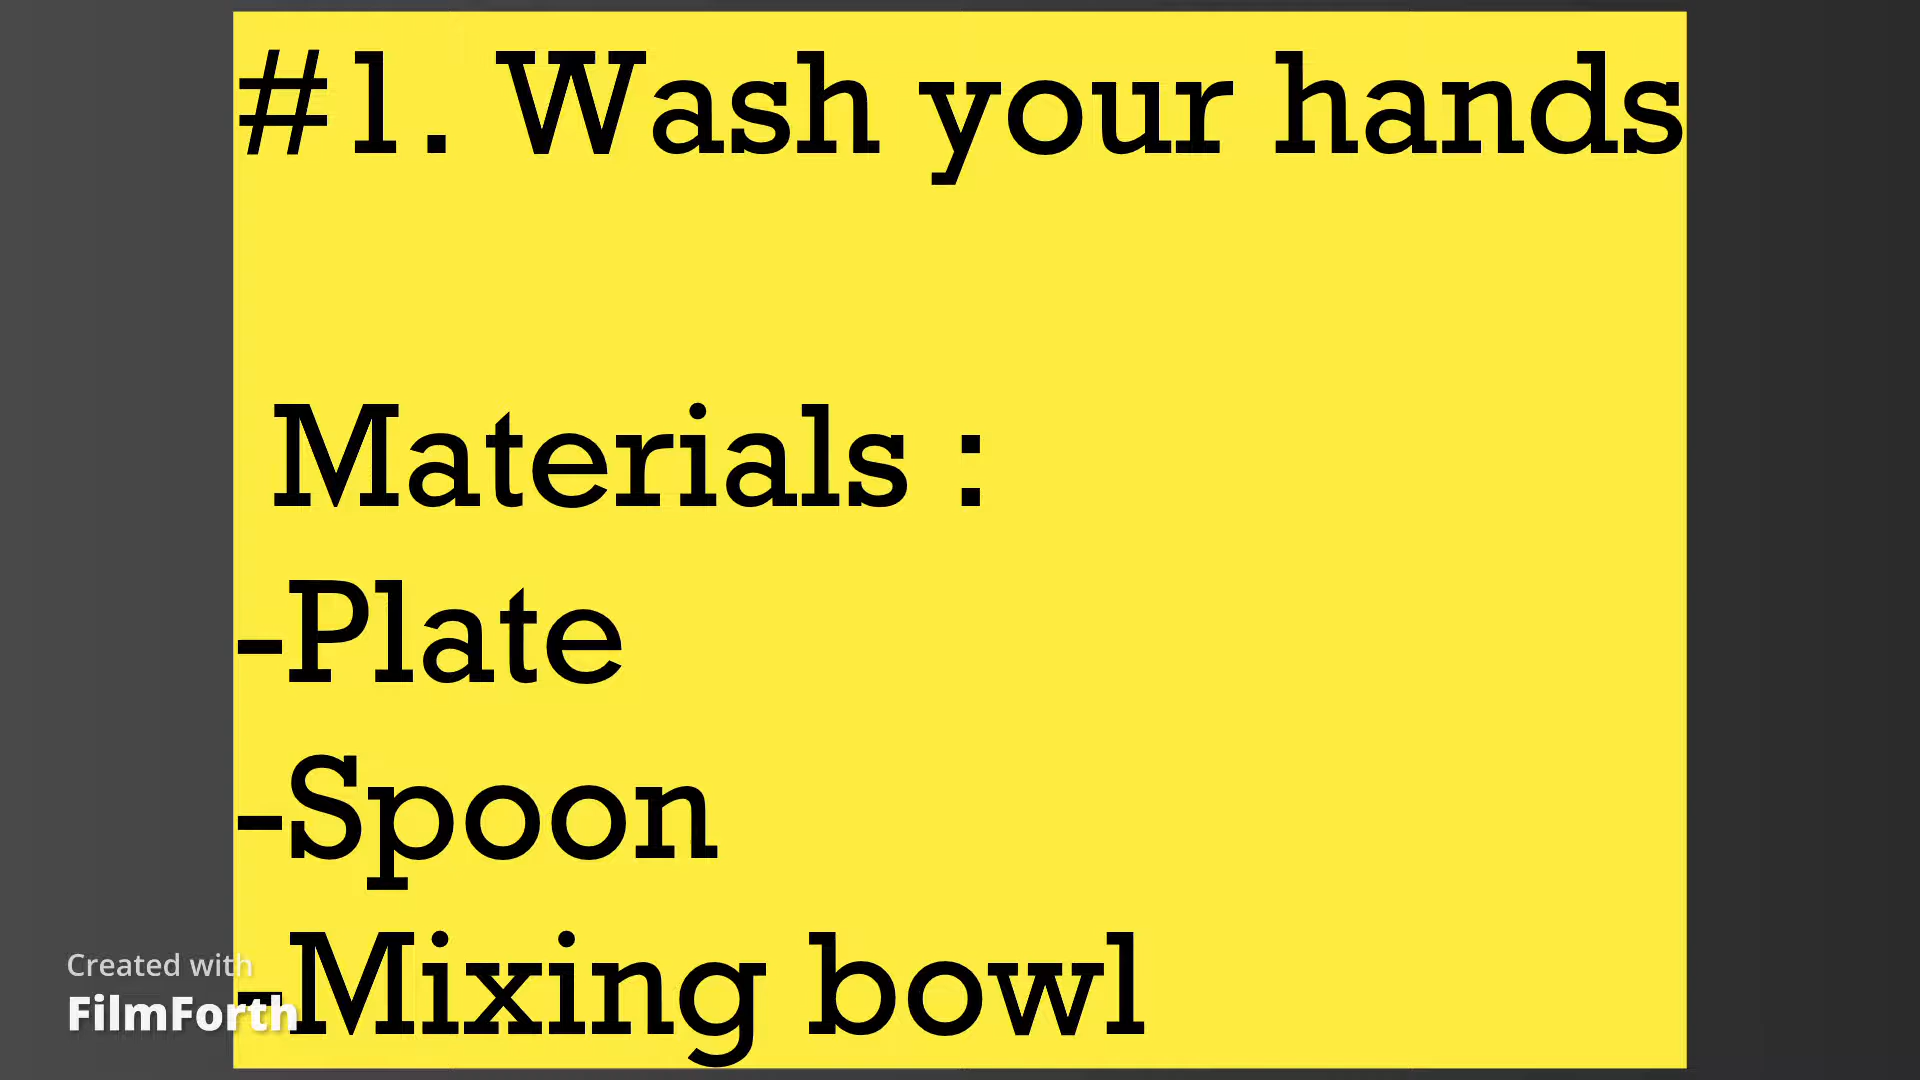 #1. Wash your hands
Materials :
-Plate
-Spoon
-Mixing bowl
Created with
FilmForth